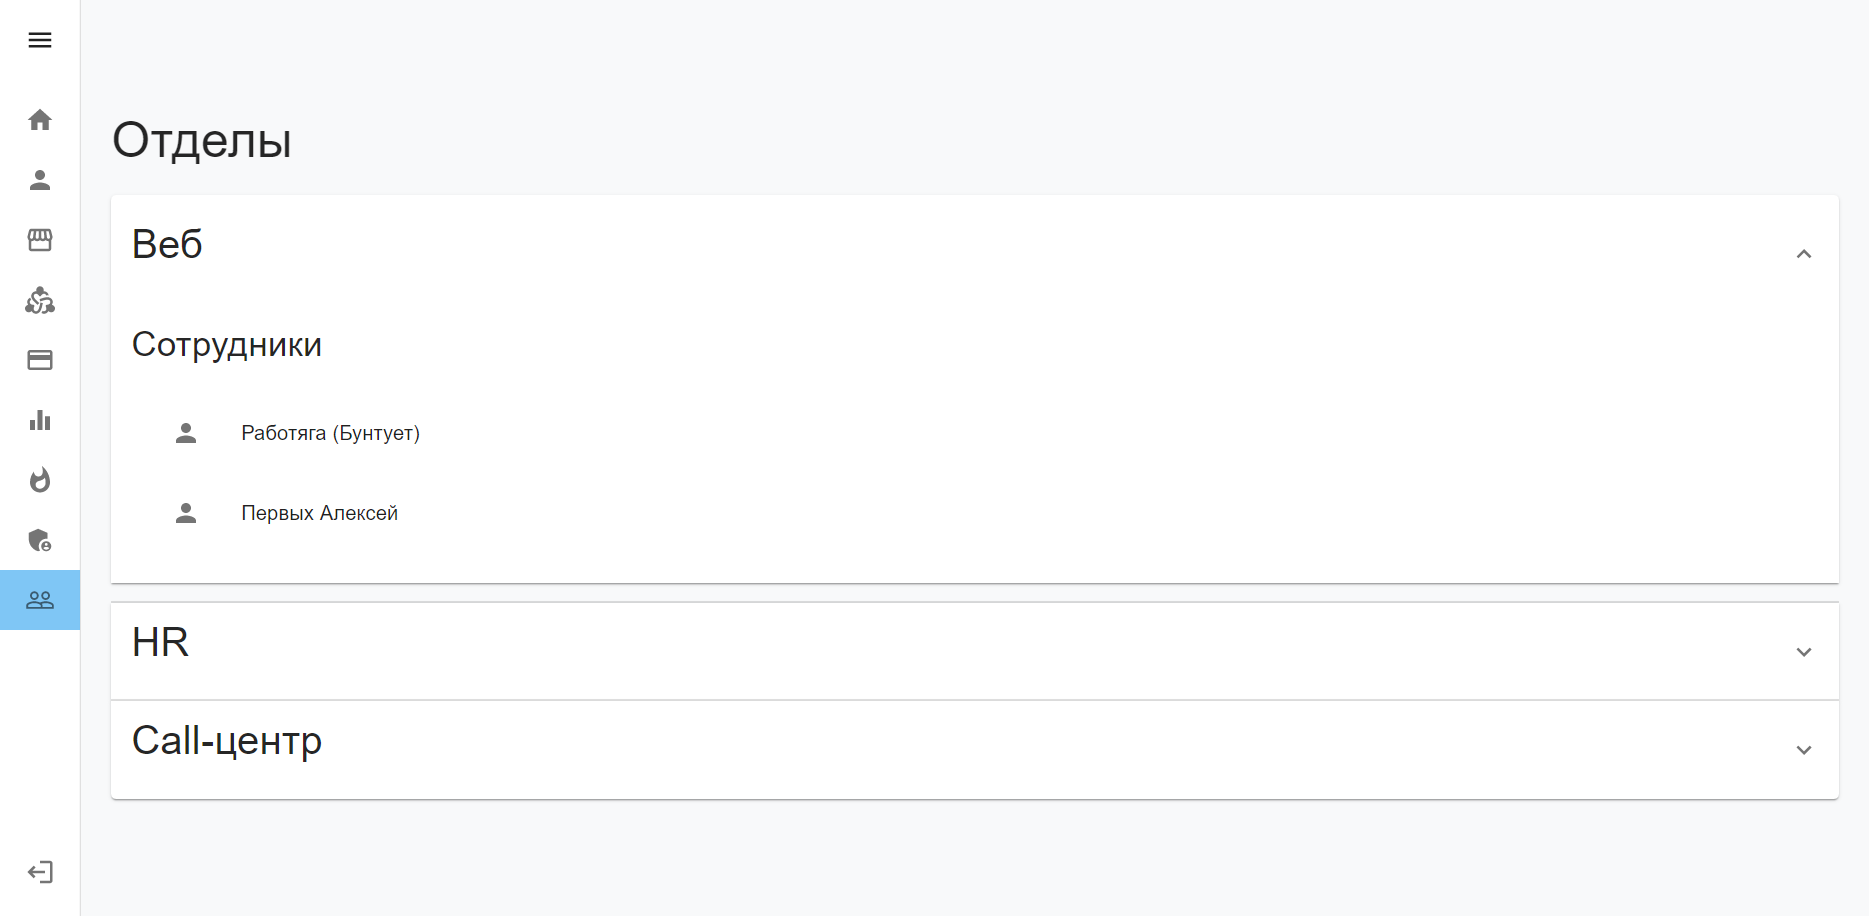 Отделы
Веб
Сотрудники
Работяга (Бунтует)
Первых Алексей
HR
Call-центр